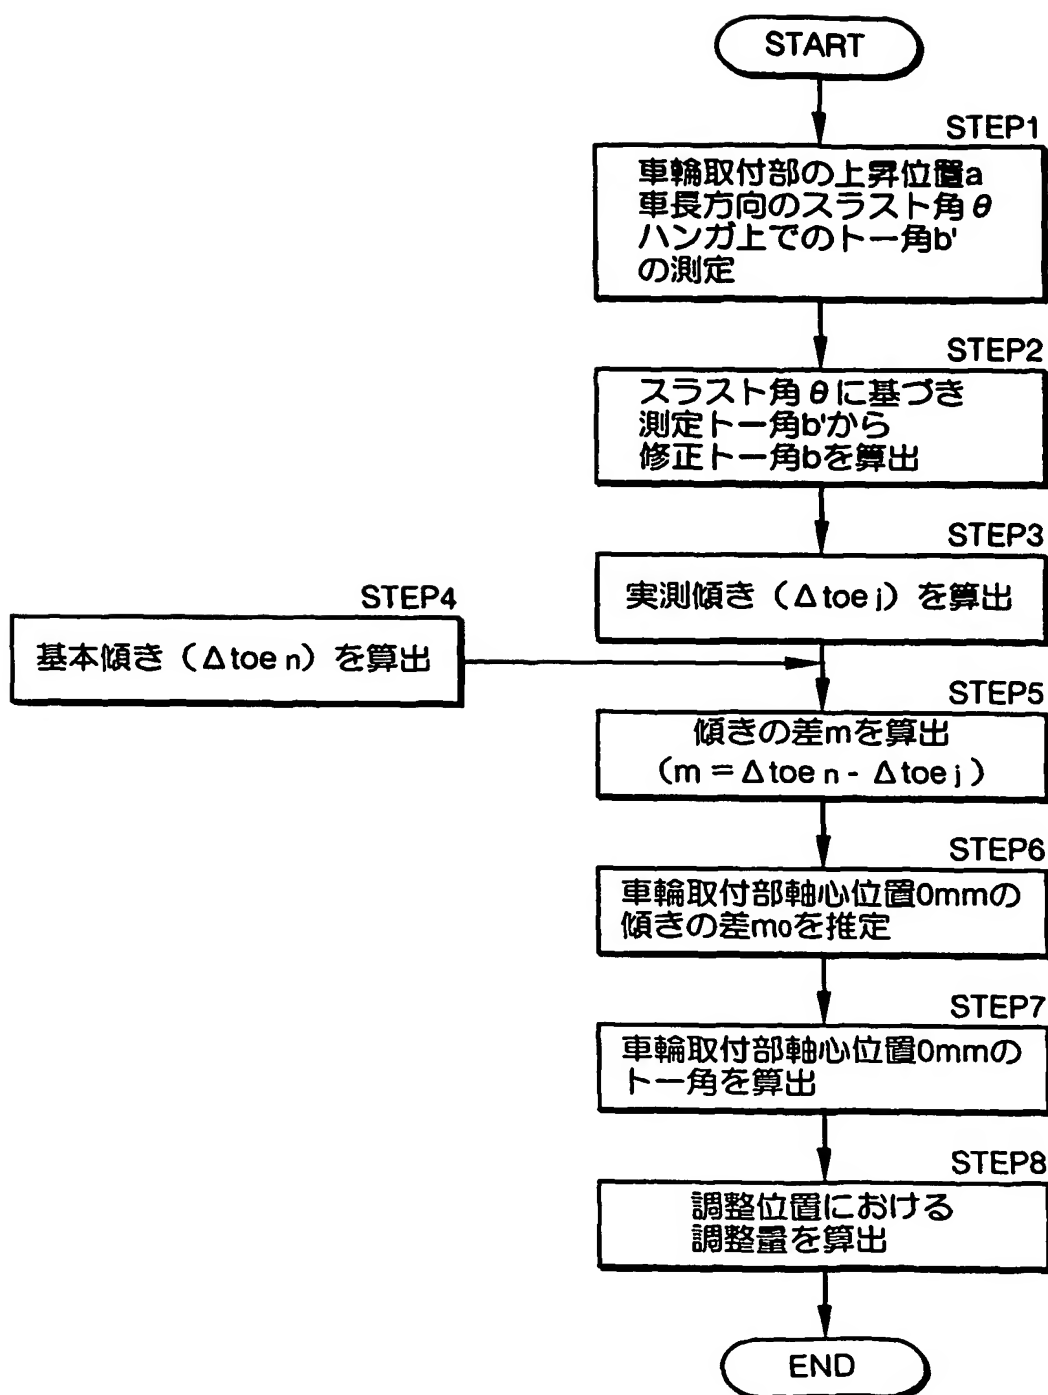 START
STEP1
車輪取付部の上昇位置a
車長方向のスラスト角θ
ハンガ上でのトー角b'
の測定
STEP2
スラスト角θに基づき
測定トー角b'から
修正トー角bを算出
STEP3
実測傾き（Δtoe j）を算出
STEP4
基本傾き（Δtoe n）を算出
STEP5
傾きの差mを算出
（m = Δtoe n - Δtoe j）
STEP6
車輪取付部軸心位置0mmの
傾きの差m0を推定
STEP7
車輪取付部軸心位置0mmの
トー角を算出
STEP8
調整位置における
調整量を算出
END